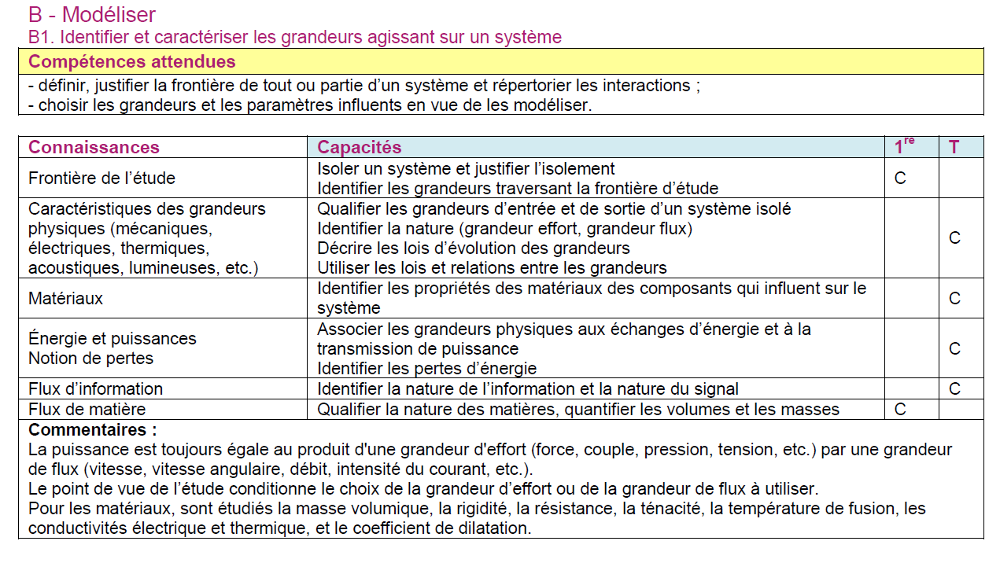 B - Modéliser
B1. Identifier et caractériser les grandeurs agissant sur un système
Compétences attendues
- définir, justifier la frontière de tout ou partie d’un système et répertorier les interactions ;
- choisir les grandeurs et les paramètres influents en vue de les modéliser.
Connaissances Capacités 1re T
Frontière de l’étude
Isoler un système et justifier l’isolement
Identifier les grandeurs traversant la frontière d’étude
C
Caractéristiques des grandeurs
physiques (mécaniques,
électriques, thermiques,
acoustiques, lumineuses, etc.)
Qualifier les grandeurs d’entrée et de sortie d’un système isolé
Identifier la nature (grandeur effort, grandeur flux)
Décrire les lois d’évolution des grandeurs
Utiliser les lois et relations entre les grandeurs
C
Matériaux
Identifier les propriétés des matériaux des composants qui influent sur le
système
C
Énergie et puissances
Notion de pertes
Associer les grandeurs physiques aux échanges d’énergie et à la
transmission de puissance
Identifier les pertes d’énergie
C
Flux d’information Identifier la nature de l’information et la nature du signal C
Flux de matière Qualifier la nature des matières, quantifier les volumes et les masses C
Commentaires :
La puissance est toujours égale au produit d'une grandeur d'effort (force, couple, pression, tension, etc.) par une grandeur
de flux (vitesse, vitesse angulaire, débit, intensité du courant, etc.).
Le point de vue de l’étude conditionne le choix de la grandeur d’effort ou de la grandeur de flux à utiliser.
Pour les matériaux, sont étudiés la masse volumique, la rigidité, la résistance, la ténacité, la température de fusion, les
conductivités électrique et thermique, et le coefficient de dilatation.